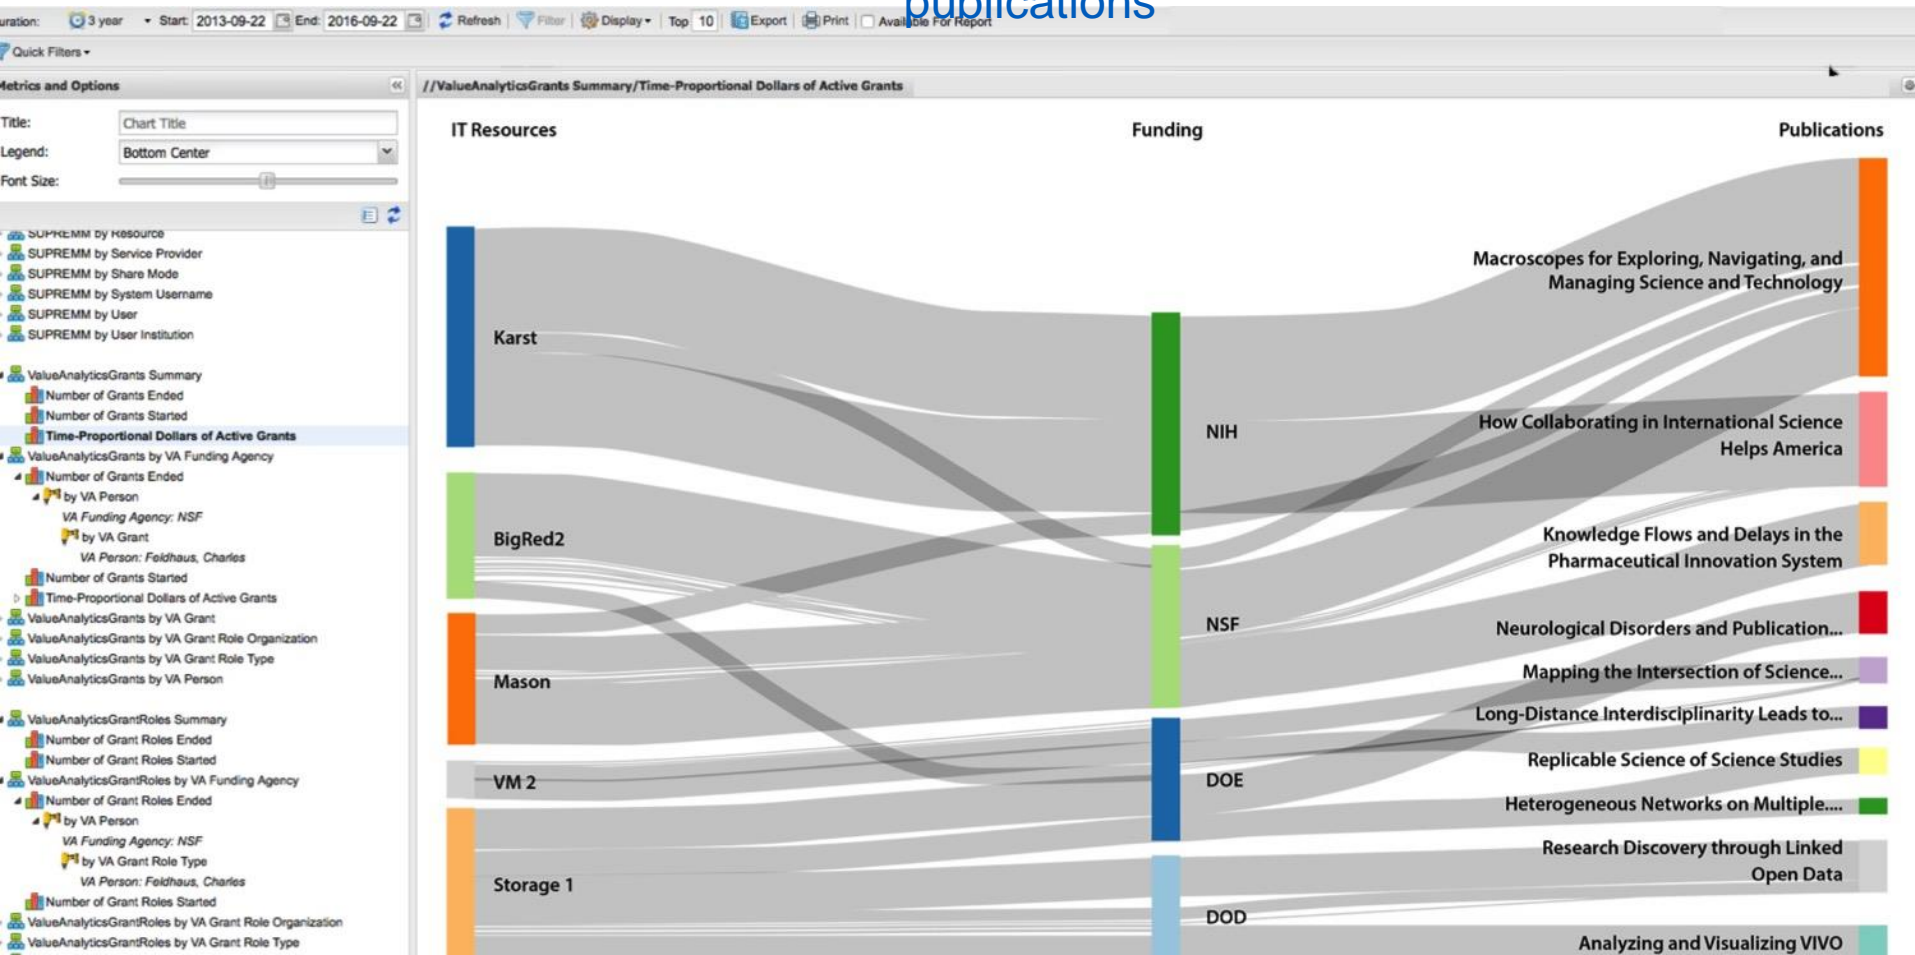 publications
uration: 3 year Start: 2013-09-22 End: 2016-09-22 Refresh Filter Display Top 10 Export Print Available For Report
Quick Filters
Metrics and Options
Title: Chart Title
Legend: Bottom Center
Font Size:
SUPREMM by Resource
SUPREMM by Service Provider
SUPREMM by Share Mode
SUPREMM by System Username
SUPREMM by User
SUPREMM by User Institution
ValueAnalyticsGrants Summary
Number of Grants Ended
Number of Grants Started
Time-Proportional Dollars of Active Grants
ValueAnalyticsGrants by VA Funding Agency
Number of Grants Ended
by VA Person
VA Funding Agency: NSF
by VA Grant
VA Person: Feldhaus, Charles
Number of Grants Started
Time-Proportional Dollars of Active Grants
ValueAnalyticsGrants by VA Grant
ValueAnalyticsGrants by VA Grant Role Organization
ValueAnalyticsGrants by VA Grant Role Type
ValueAnalyticsGrants by VA Person
ValueAnalyticsGrantRoles Summary
Number of Grant Roles Ended
Number of Grant Roles Started
ValueAnalyticsGrantRoles by VA Funding Agency
Number of Grant Roles Ended
by VA Person
VA Funding Agency: NSF
by VA Grant Role Type
VA Person: Feldhaus, Charles
Number of Grant Roles Started
ValueAnalyticsGrantRoles by VA Grant Role Organization
ValueAnalyticsGrantRoles by VA Grant Role Type
//ValueAnalyticsGrants Summary/Time-Proportional Dollars of Active Grants
IT Resources
Karst
BigRed2
Mason
VM 2
Storage 1
Funding
NIH
NSF
DOE
DOD
Publications
Macroscopes for Exploring, Navigating, and
Managing Science and Technology
How Collaborating in International Science
Helps America
Knowledge Flows and Delays in the
Pharmaceutical Innovation System
Neurological Disorders and Publication...
Mapping the Intersection of Science...
Long-Distance Interdisciplinarity Leads to...
Replicable Science of Science Studies
Heterogeneous Networks on Multiple....
Research Discovery through Linked
Open Data
Analyzing and Visualizing VIVO